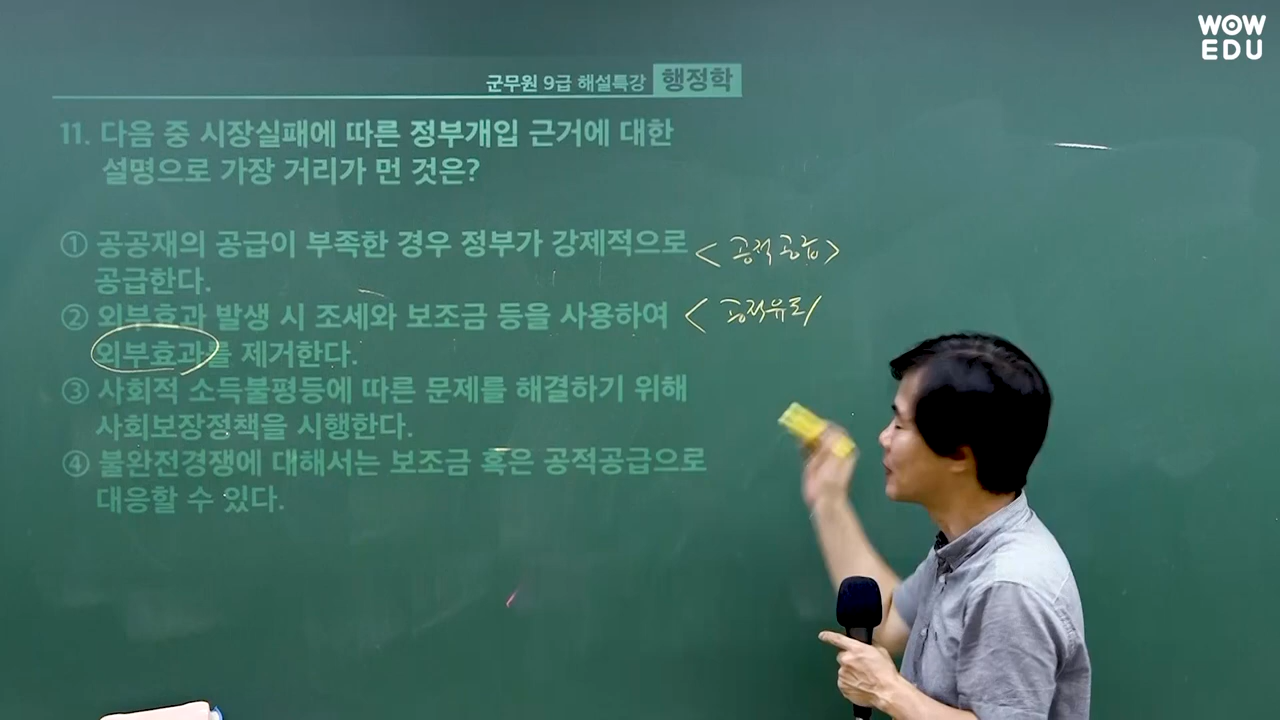 WOW
EDU
군무원 9급 해설특강 행정학
11. 다음 중 시장실패에 따른 정부개입 근거에 대한
설명으로 가장 거리가 먼 것은?
① 공공재의 공급이 부족한 경우 정부가 강제적으로
공급한다.
<공적공급>
② 외부효과 발생 시 조세와 보조금 등을 사용하여
외부효과를 제거한다.
<공적유도
③ 사회적 소득불평등에 따른 문제를 해결하기 위해
사회보장정책을 시행한다.
④ 불완전경쟁에 대해서는 보조금 혹은 공적공급으로
대응할 수 있다.